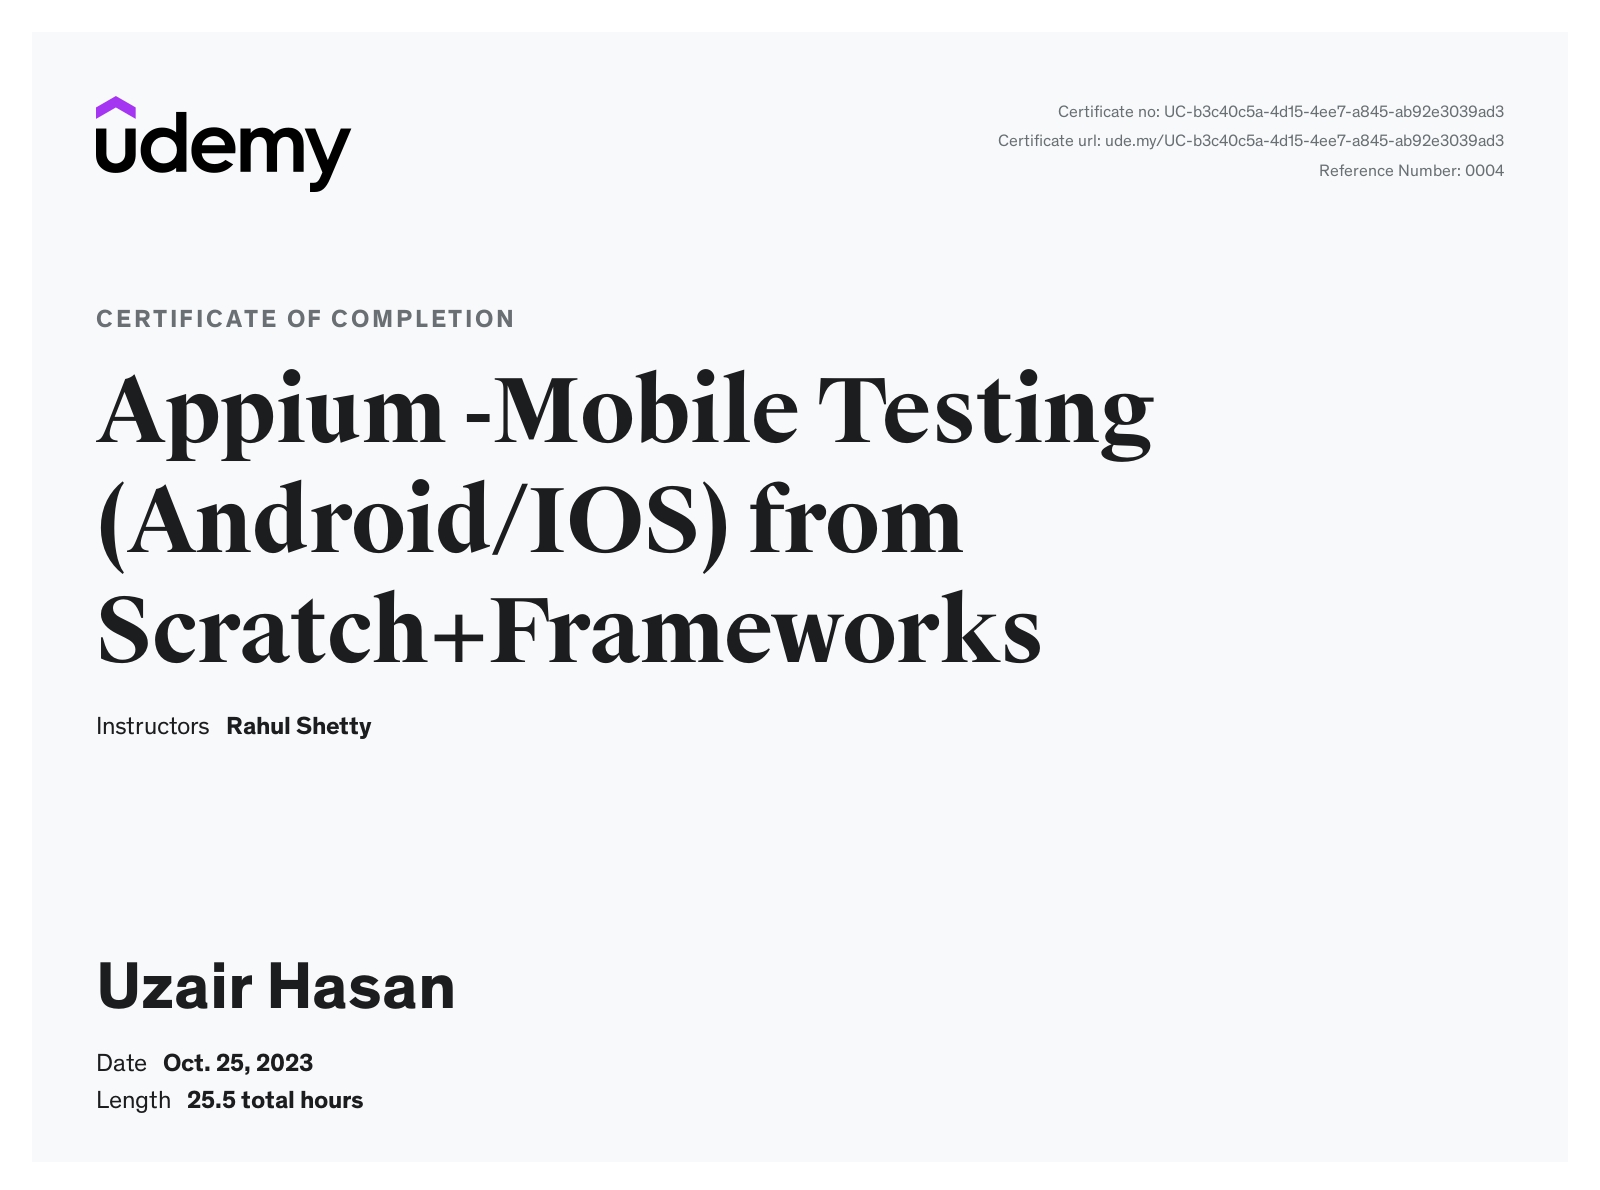 udemy
Certificate no: UC-b3c40c5a-4d15-4ee7-a845-ab92e3039ad3
Certificate url: ude.my/UC-b3c40c5a-4d15-4ee7-a845-ab92e3039ad3
Reference Number: 0004
CERTIFICATE OF COMPLETION
Appium -Mobile Testing
(Android/IOS) from
Scratch+Frameworks
Instructors Rahul Shetty
Uzair Hasan
Date Oct. 25, 2023
Length 25.5 total hours